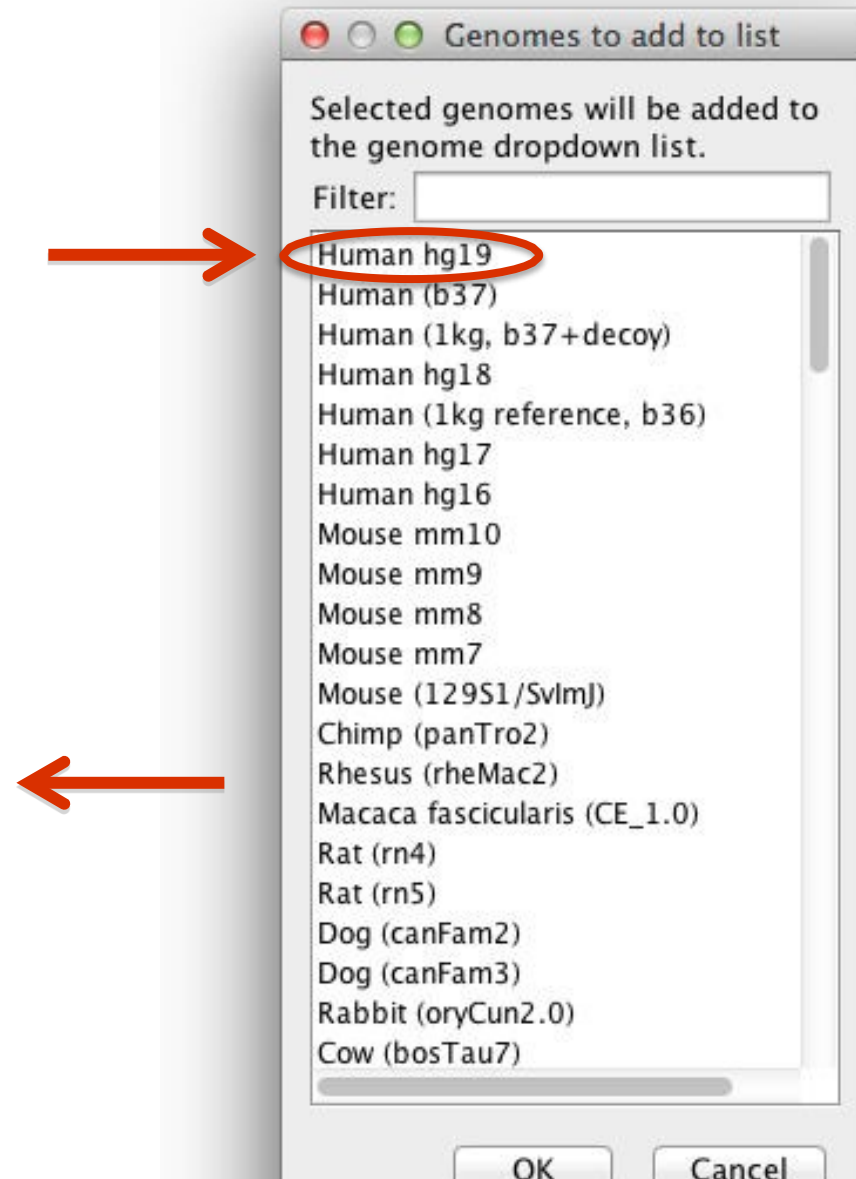 Genomes to add to list
Selected genomes will be added to
the genome dropdown list.
Filter:
Human hg19
Human (b37)
Human (1kg, b37+decoy)
Human hg18
Human (1kg reference, b36)
Human hg17
Human hg16
Mouse mm10
Mouse mm9
Mouse mm8
Mouse mm7
Mouse (129S1/SvImJ)
Chimp (panTro2)
Rhesus (rheMac2)
Macaca fascicularis (CE_1.0)
Rat (rn4)
Rat (rn5)
Dog (canFam2)
Dog (canFam3)
Rabbit (oryCun2.0)
Cow (bosTau7)
OK Cancel